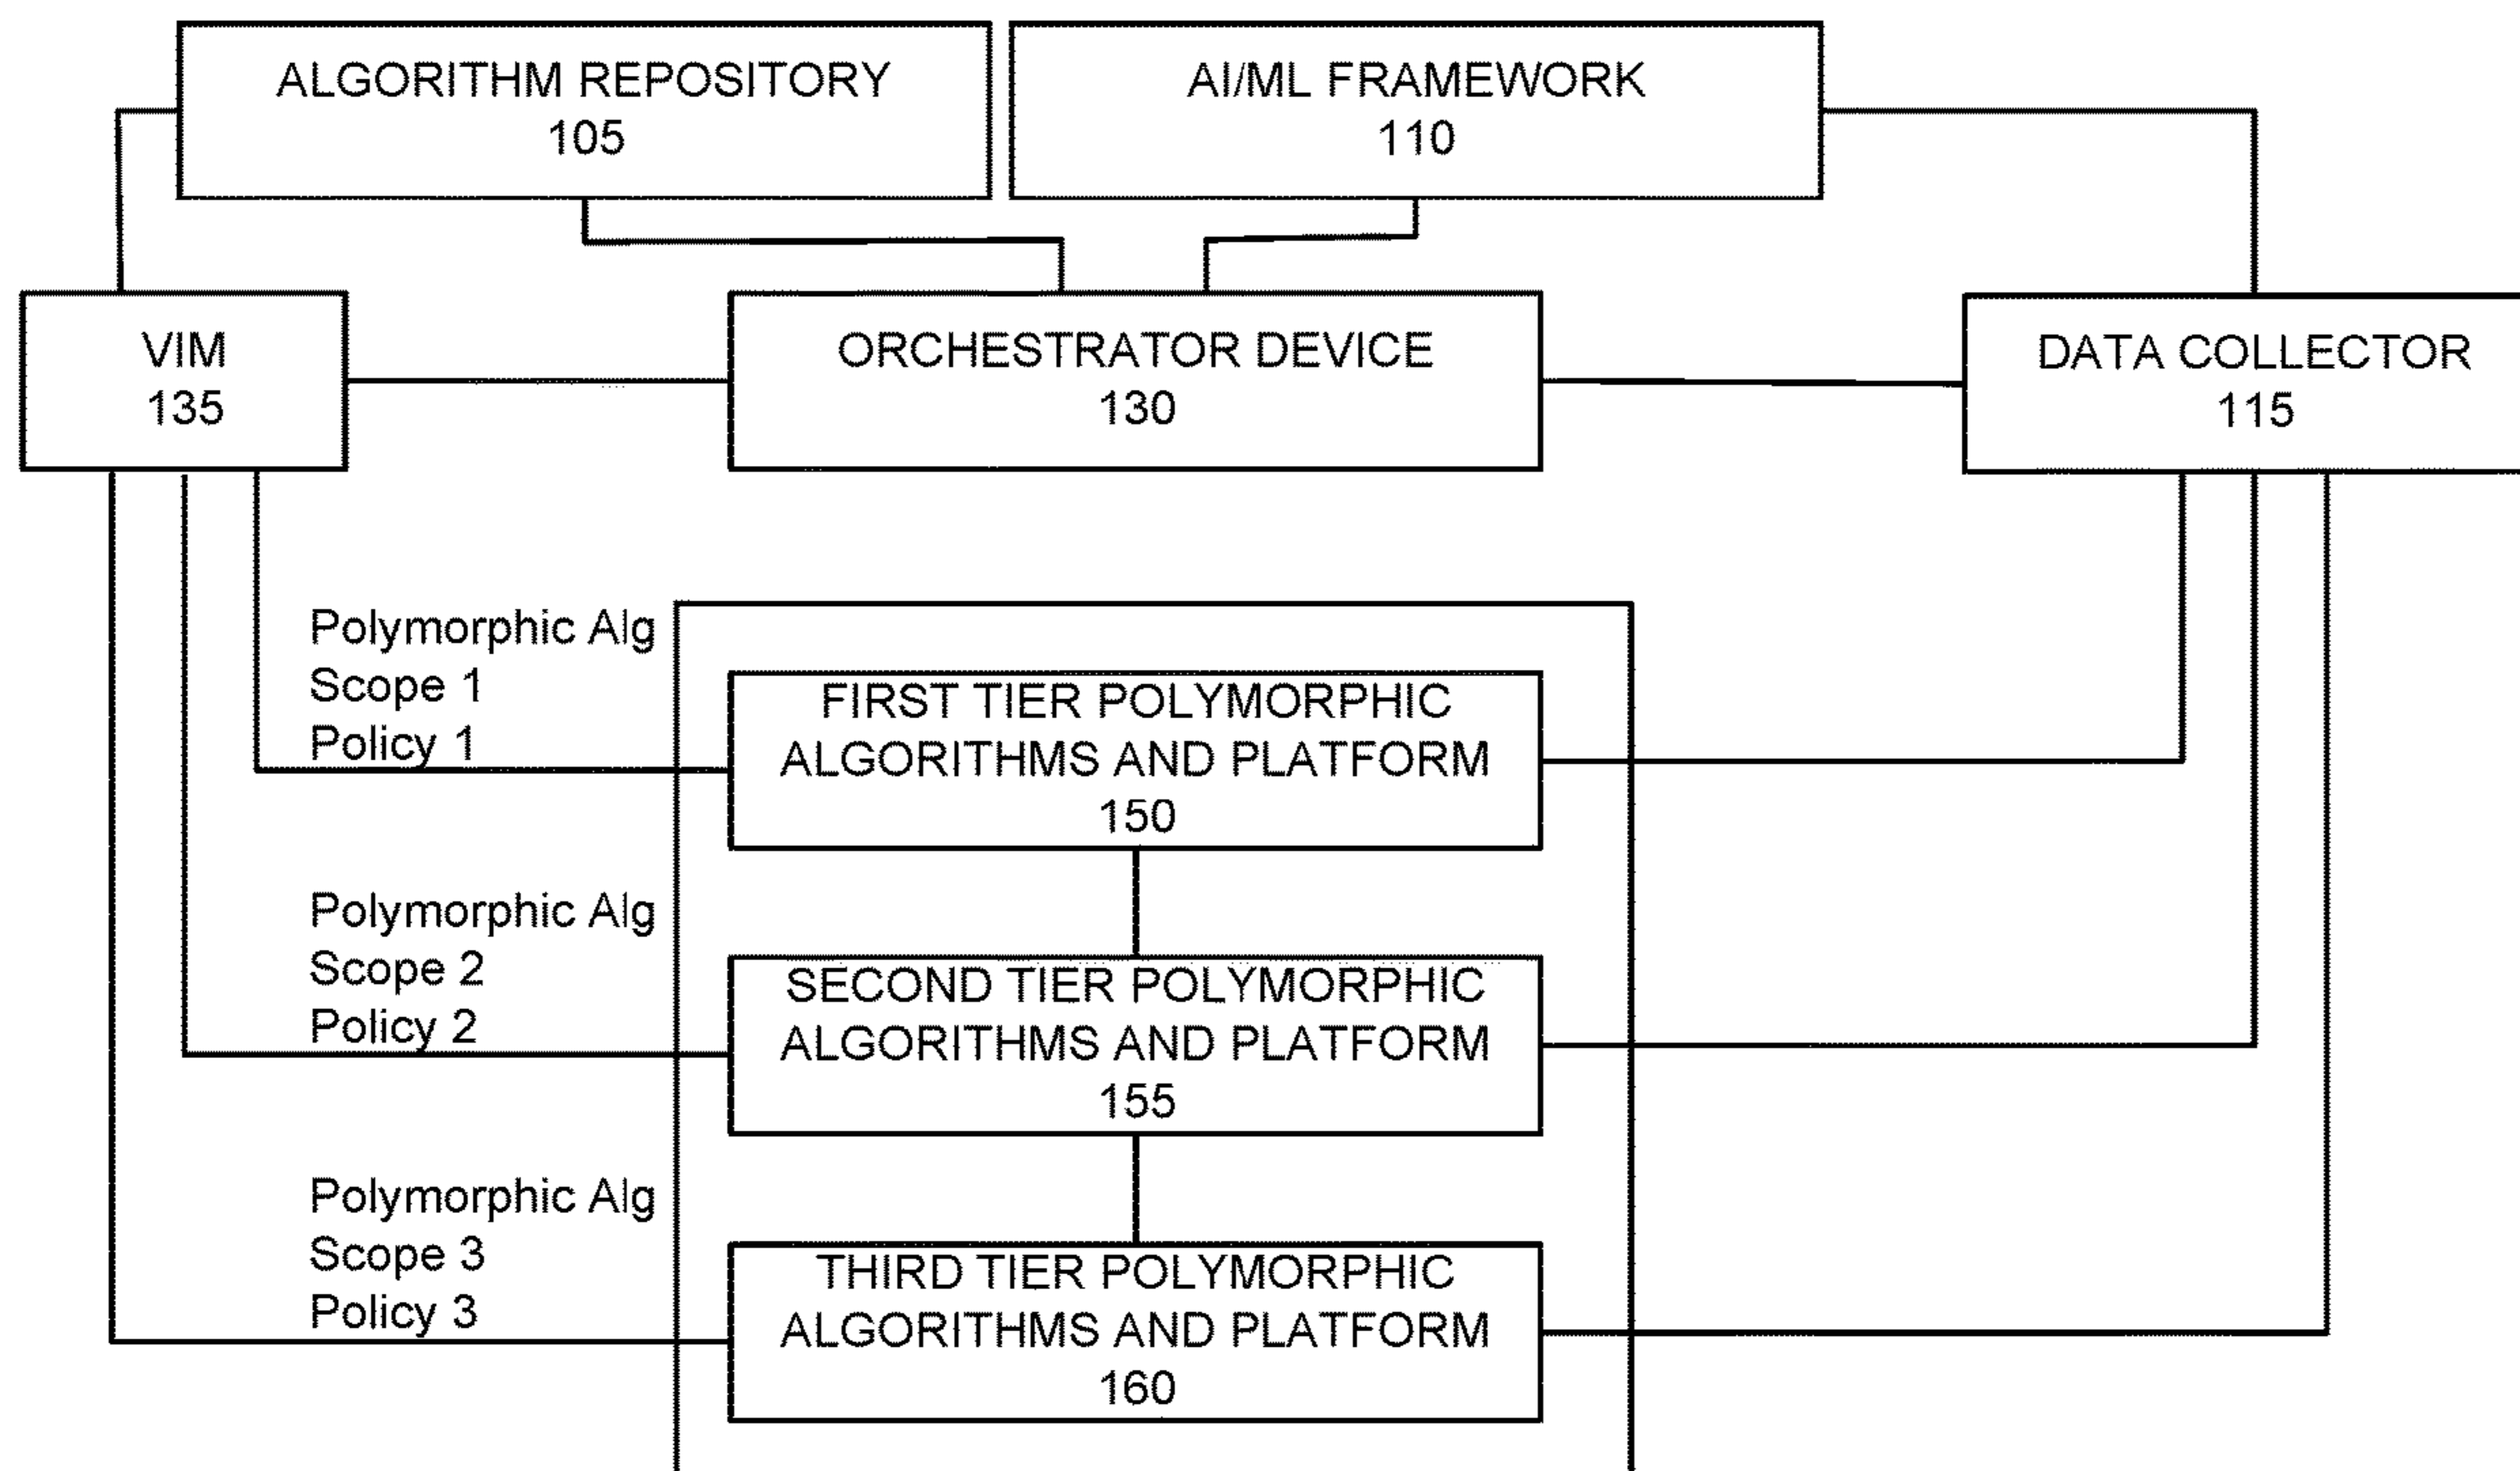 ALGORITHM REPOSITORY
105
AI/ML FRAMEWORK
110
VIM
135
ORCHESTRATOR DEVICE
130
DATA COLLECTOR
115
Polymorphic Alg
Scope 1
Policy 1
FIRST TIER POLYMORPHIC
ALGORITHMS AND PLATFORM
150
Polymorphic Alg
Scope 2
Policy 2
SECOND TIER POLYMORPHIC
ALGORITHMS AND PLATFORM
155
Polymorphic Alg
Scope 3
Policy 3
THIRD TIER POLYMORPHIC
ALGORITHMS AND PLATFORM
160